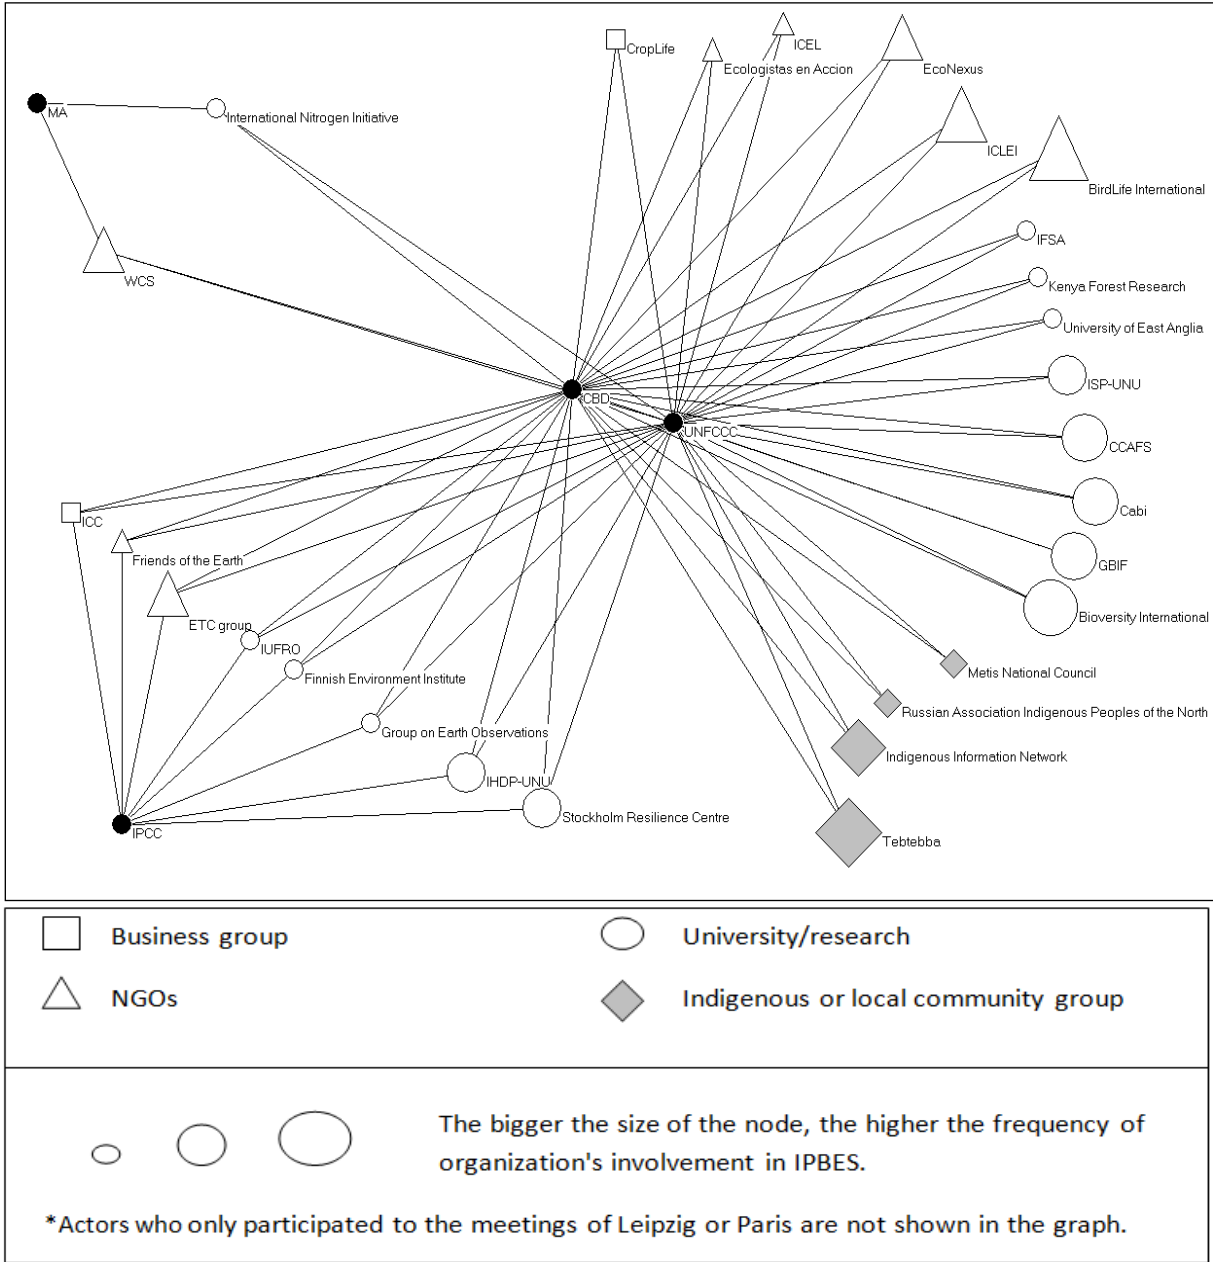 CropLife
ICEL
Ecologistas en Accion
EcoNexus
MA
International Nitrogen Initiative
ICLEI
BirdLife International
IFSA
WCS
Kenya Forest Research
University of East Anglia
ISP-UNU
CBD
UNFCCC
CCAFS
Cabi
ICC
Friends of the Earth
GBIF
ETC group
Bioversity International
IUFRO
Finnish Environment Institute
Metis National Council
Russian Association Indigenous Peoples of the North
Group on Earth Observations
Indigenous Information Network
IHDP-UNU
Stockholm Resilience Centre
IPCC
Tebtebba
Business group
University/research
NGOs
Indigenous or local community group
The bigger the size of the node, the higher the frequency of
organization's involvement in IPBES.
*Actors who only participated to the meetings of Leipzig or Paris are not shown in the graph.